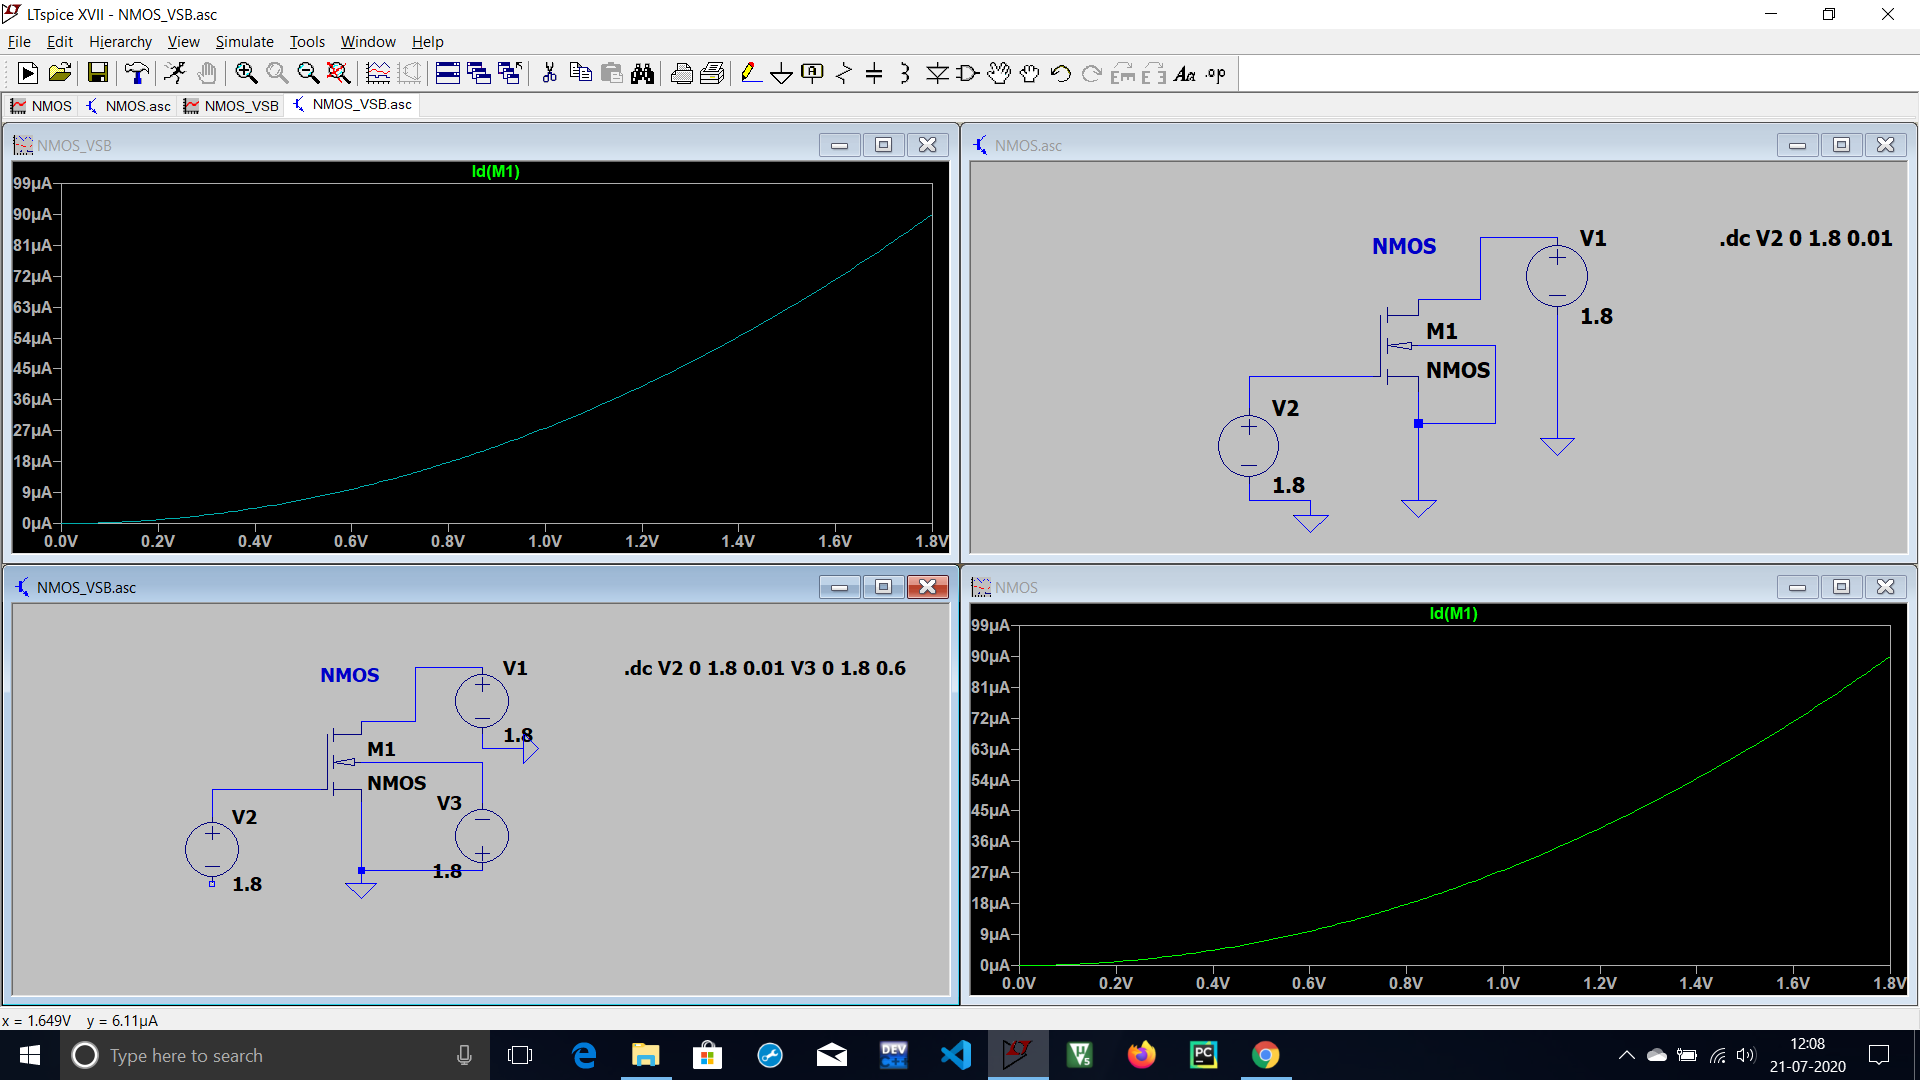 LTspice XVII - NMOS_VSB.asc
File Edit Hierarchy View Simulate Tools Window Help
.op
NMOS NMOS.asc NMOS_VSB NMOS_VSB.asc
NMOS_VSB
Id(M1)
99µA
90µA
81µA
72µA
63µA
54µA
45µA
36µA
27µA
18µA
9µA
0µA
0.0V 0.2V 0.4V 0.6V 0.8V 1.0V 1.2V 1.4V 1.6V 1.8V
NMOS.asc
NMOS
V1
.dc V2 0 1.8 0.01
1.8
M1
NMOS
V2
1.8
NMOS_VSB.asc
NMOS
V1
.dc V2 0 1.8 0.01 V3 0 1.8 0.6
1.8
M1
NMOS
V3
V2
1.8
1.8
NMOS
Id(M1)
99µA
90µA
81µA
72µA
63µA
54µA
45µA
36µA
27µA
18µA
9µA
0µA
0.0V 0.2V 0.4V 0.6V 0.8V 1.0V 1.2V 1.4V 1.6V 1.8V
x = 1.649V y = 6.11µA
Type here to search
DEV
PC
12:08
21-07-2020